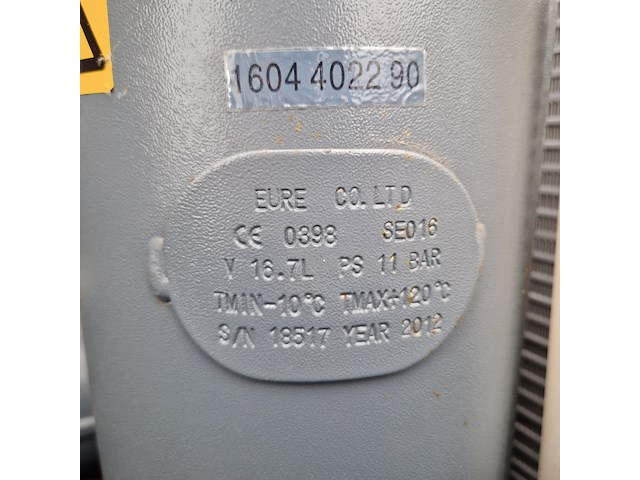 1604 4022 90
EURE CO. LTD
CE 0398 SE016
V 16.7L PS 11 BAR
TMIN-10°C TMAX+120°C
S/N 18517 YEAR 2012